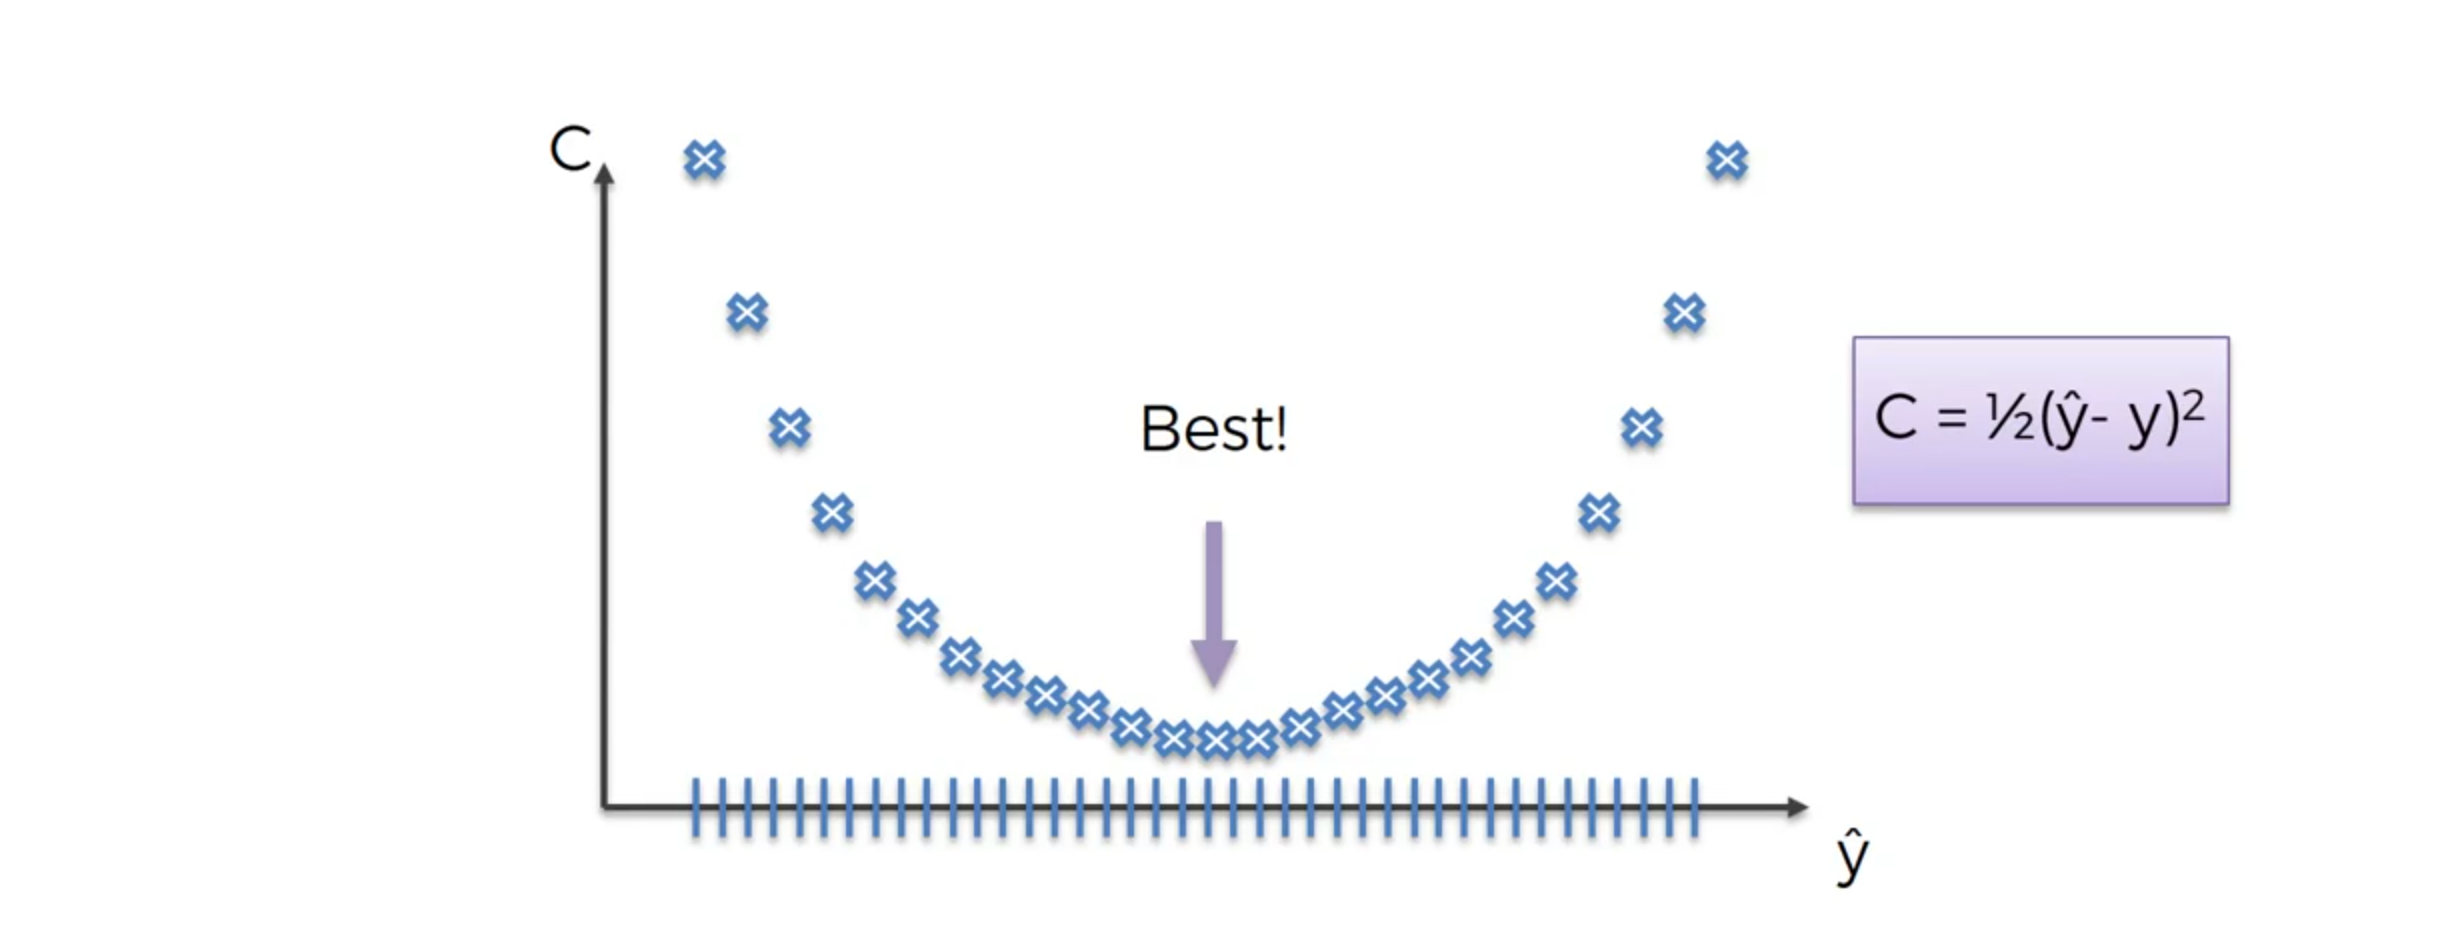 C
Best!
C = ½(ŷ- y)²
ŷ